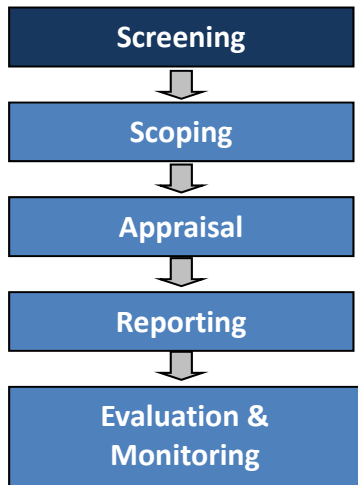 Screening
Scoping
Appraisal
Reporting
Evaluation &
Monitoring